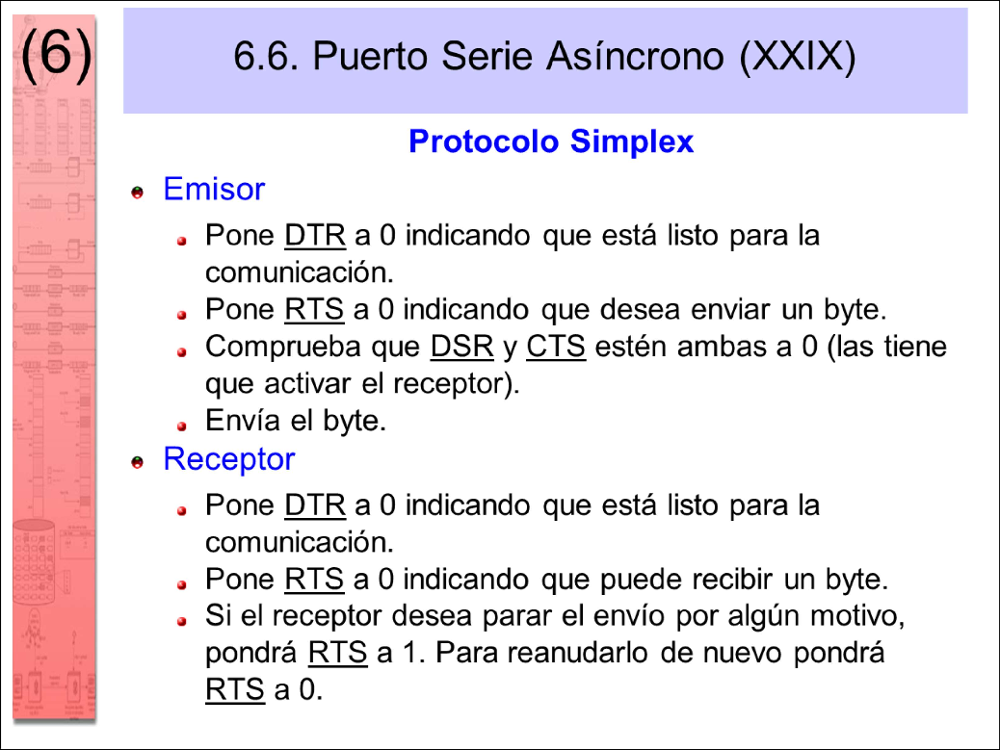 (6)
6.6. Puerto Serie Asíncrono (XXIX)
Protocolo Simplex
Emisor
Pone DTR a 0 indicando que está listo para la
comunicación.
Pone RTS a 0 indicando que desea enviar un byte.
Comprueba que DSR y CTS estén ambas a 0 (las tiene
que activar el receptor).
Envía el byte.
Receptor
Pone DTR a 0 indicando que está listo para la
comunicación.
Pone RTS a 0 indicando que puede recibir un byte.
Si el receptor desea parar el envío por algún motivo,
pondrá RTS a 1. Para reanudarlo de nuevo pondrá
RTS a 0.